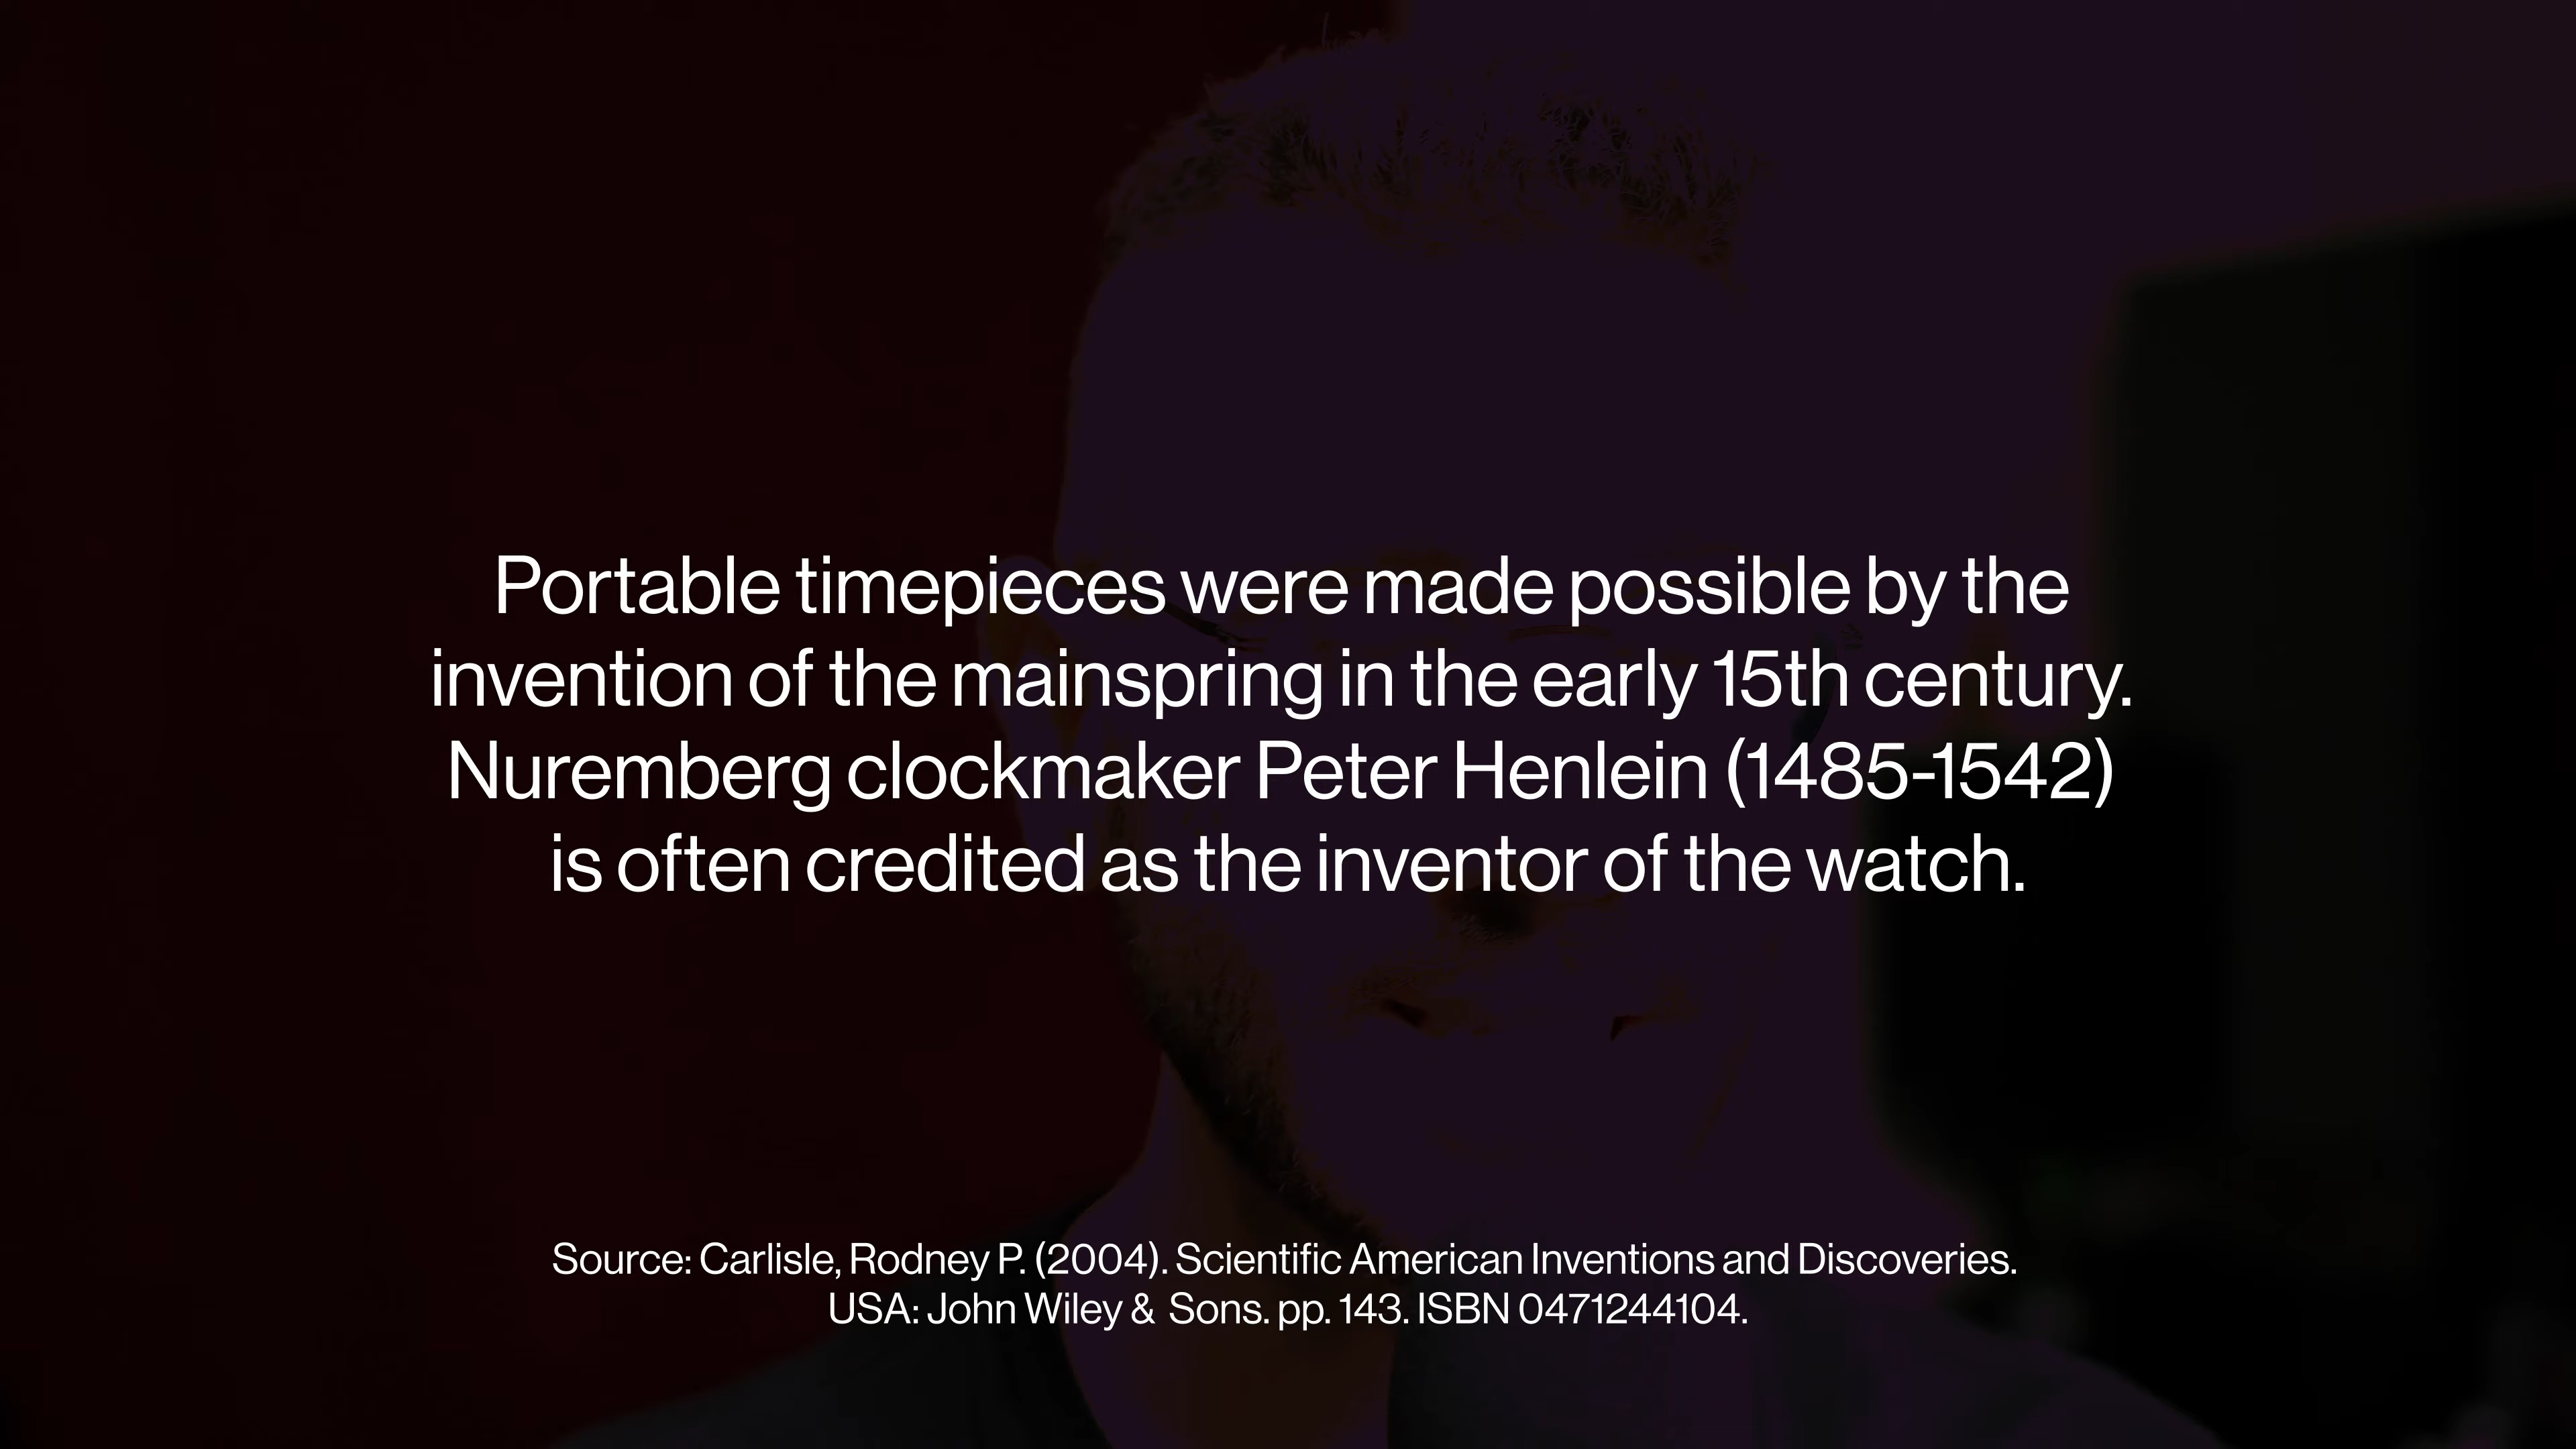 Portable timepieces were made possible by the
invention of the mainspring in the early 15th century.
Nuremberg clockmaker Peter Henlein (1485-1542)
is often credited as the inventor of the watch.
Source: Carlisle, Rodney P. (2004). Scientific American Inventions and Discoveries.
USA: John Wiley & Sons. pp. 143. ISBN 0471244104.